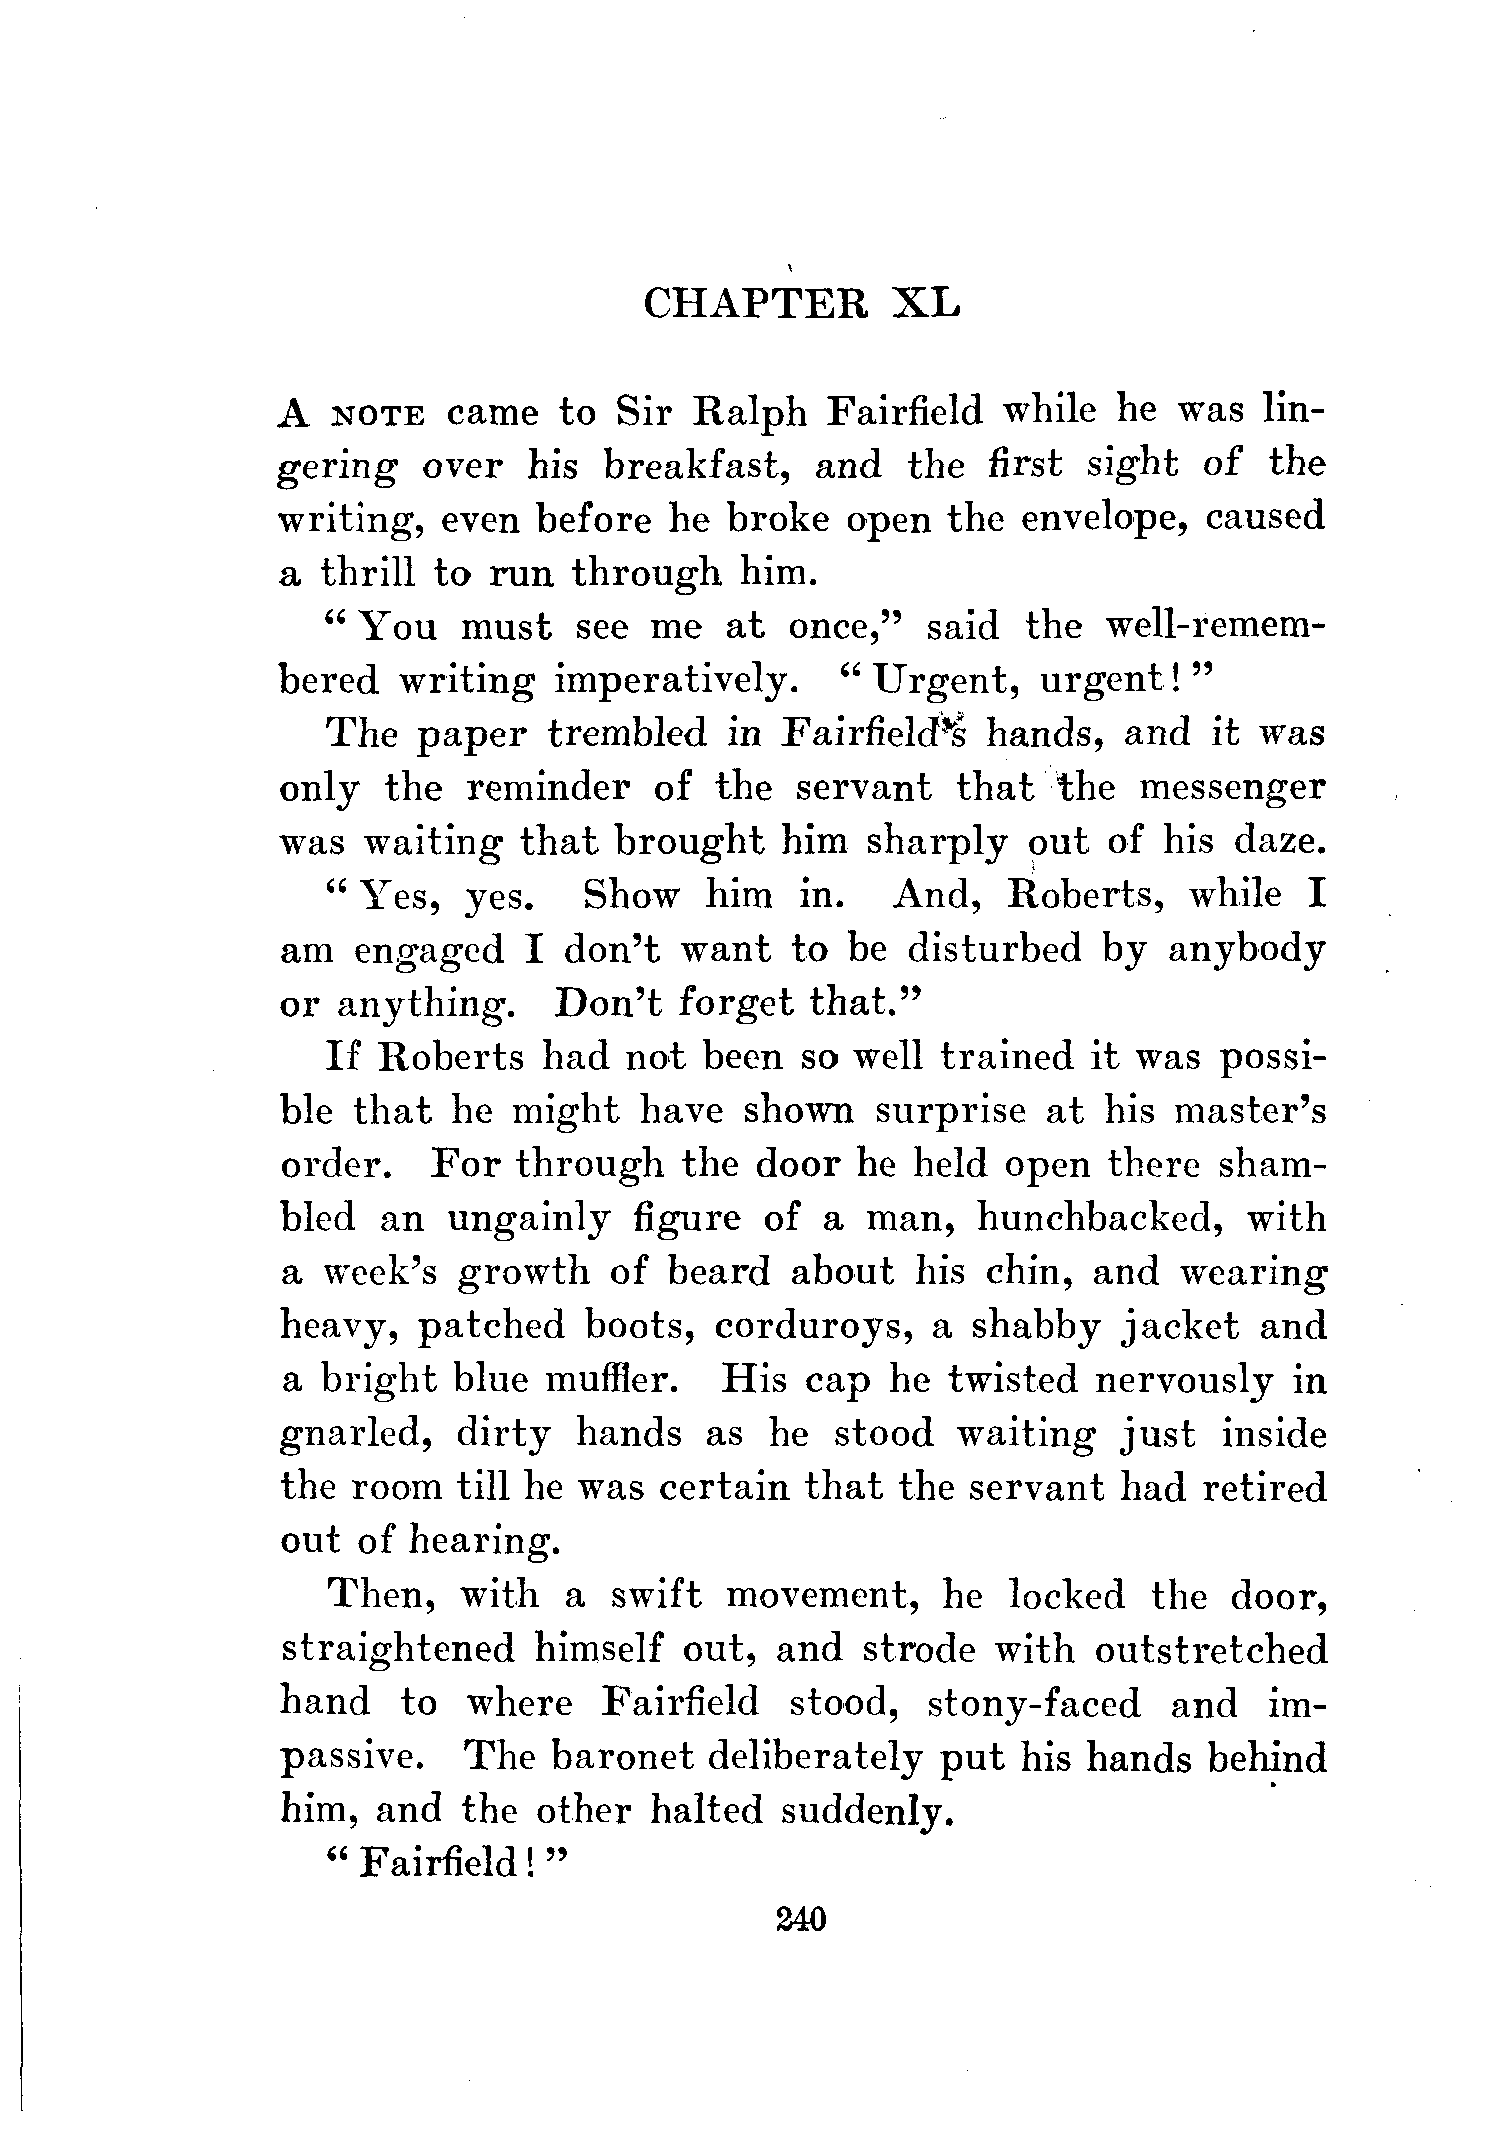 CHAPTER XL
A NOTE came to Sir Ralph Fairfield while he was lin-
gering over his breakfast, and the first sight of the
writing, even before he broke open the envelope, caused
a thrill to run through him.
“ You must see me at once,” said the well-remem-
bered writing imperatively. “ Urgent, urgent! ”
The paper trembled in Fairfield's hands, and it was
only the reminder of the servant that the messenger
was waiting that brought him sharply out of his daze.
“ Yes, yes. Show him in. And, Roberts, while I
am engaged I don't want to be disturbed by anybody
or anything. Don't forget that.”
If Roberts had not been so well trained it was possi-
ble that he might have shown surprise at his master's
order. For through the door he held open there sham-
bled an ungainly figure of a man, hunchbacked, with
a week's growth of beard about his chin, and wearing
heavy, patched boots, corduroys, a shabby jacket and
a bright blue muffler. His cap he twisted nervously in
gnarled, dirty hands as he stood waiting just inside
the room till he was certain that the servant had retired
out of hearing.
Then, with a swift movement, he locked the door,
straightened himself out, and strode with outstretched
hand to where Fairfield stood, stony-faced and im-
passive. The baronet deliberately put his hands behind
him, and the other halted suddenly.
“ Fairfield! ”
240